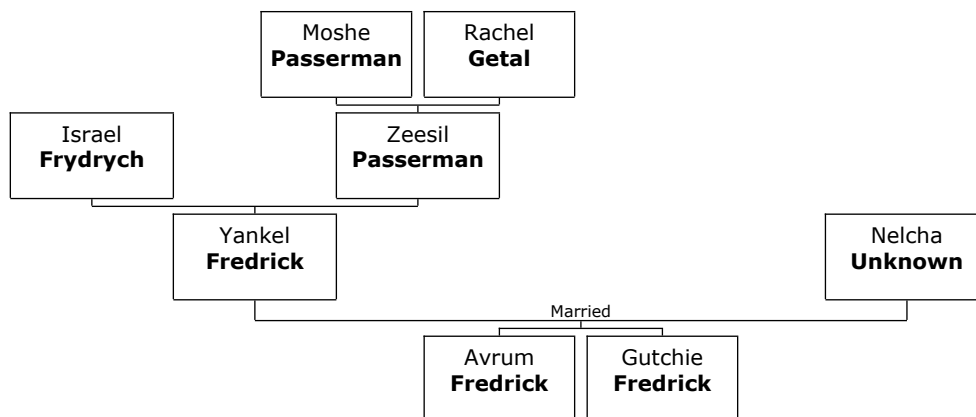 Moshe
Passerman
Rachel
Getal
Israel
Frydrych
Zeesil
Passerman
Yankel
Fredrick
Nelcha
Unknown
Married
Avrum
Fredrick
Gutchie
Fredrick